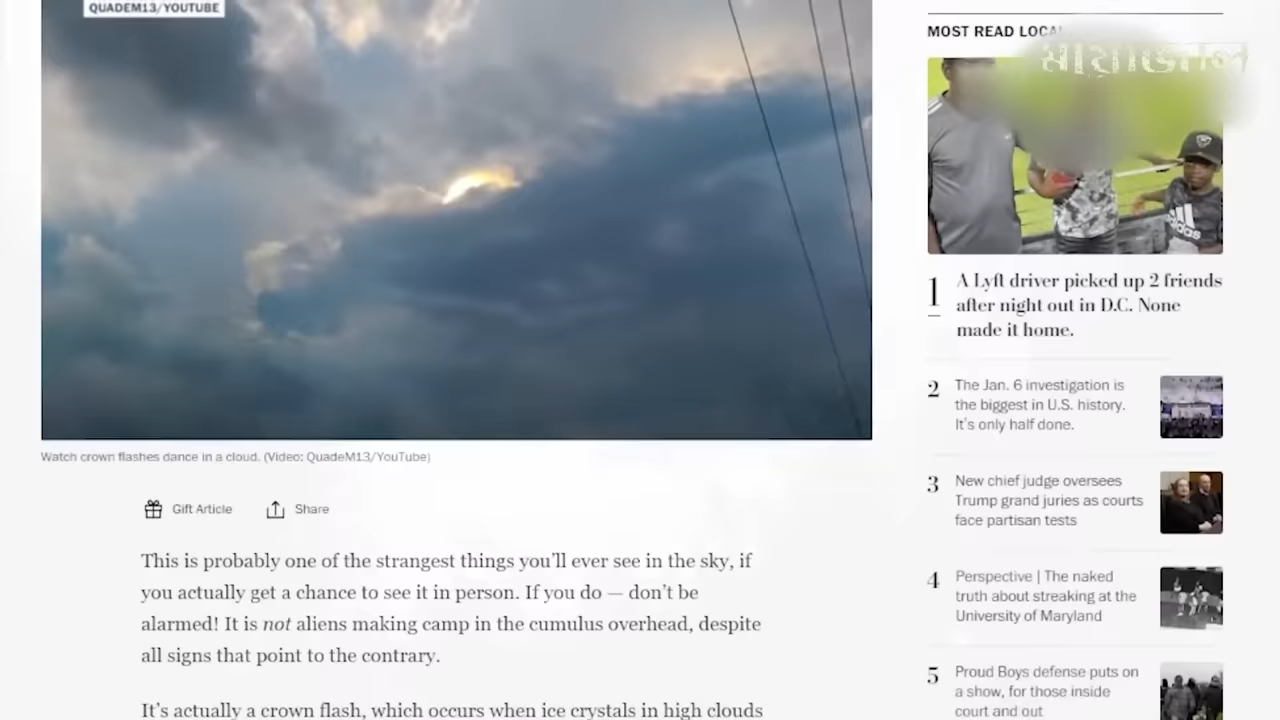 QUADEM13/YOUTUBE
Watch crown flashes dance in a cloud. (Video: QuadeM13/YouTube)
Gift Article
Share
This is probably one of the strangest things you'll ever see in the sky, if
you actually get a chance to see it in person. If you do — don't be
alarmed! It is not aliens making camp in the cumulus overhead, despite
all signs that point to the contrary.
It's actually a crown flash, which occurs when ice crystals in high clouds
MOST READ LOCAL
মায়াজাল
adidas
1
A Lyft driver picked up 2 friends
after night out in D.C. None
made it home.
2
The Jan. 6 investigation is
the biggest in U.S. history.
It's only half done.
3
New chief judge oversees
Trump grand juries as courts
face partisan tests
4
Perspective | The naked
truth about streaking at the
University of Maryland
5
Proud Boys defense puts on
a show, for those inside
court and out